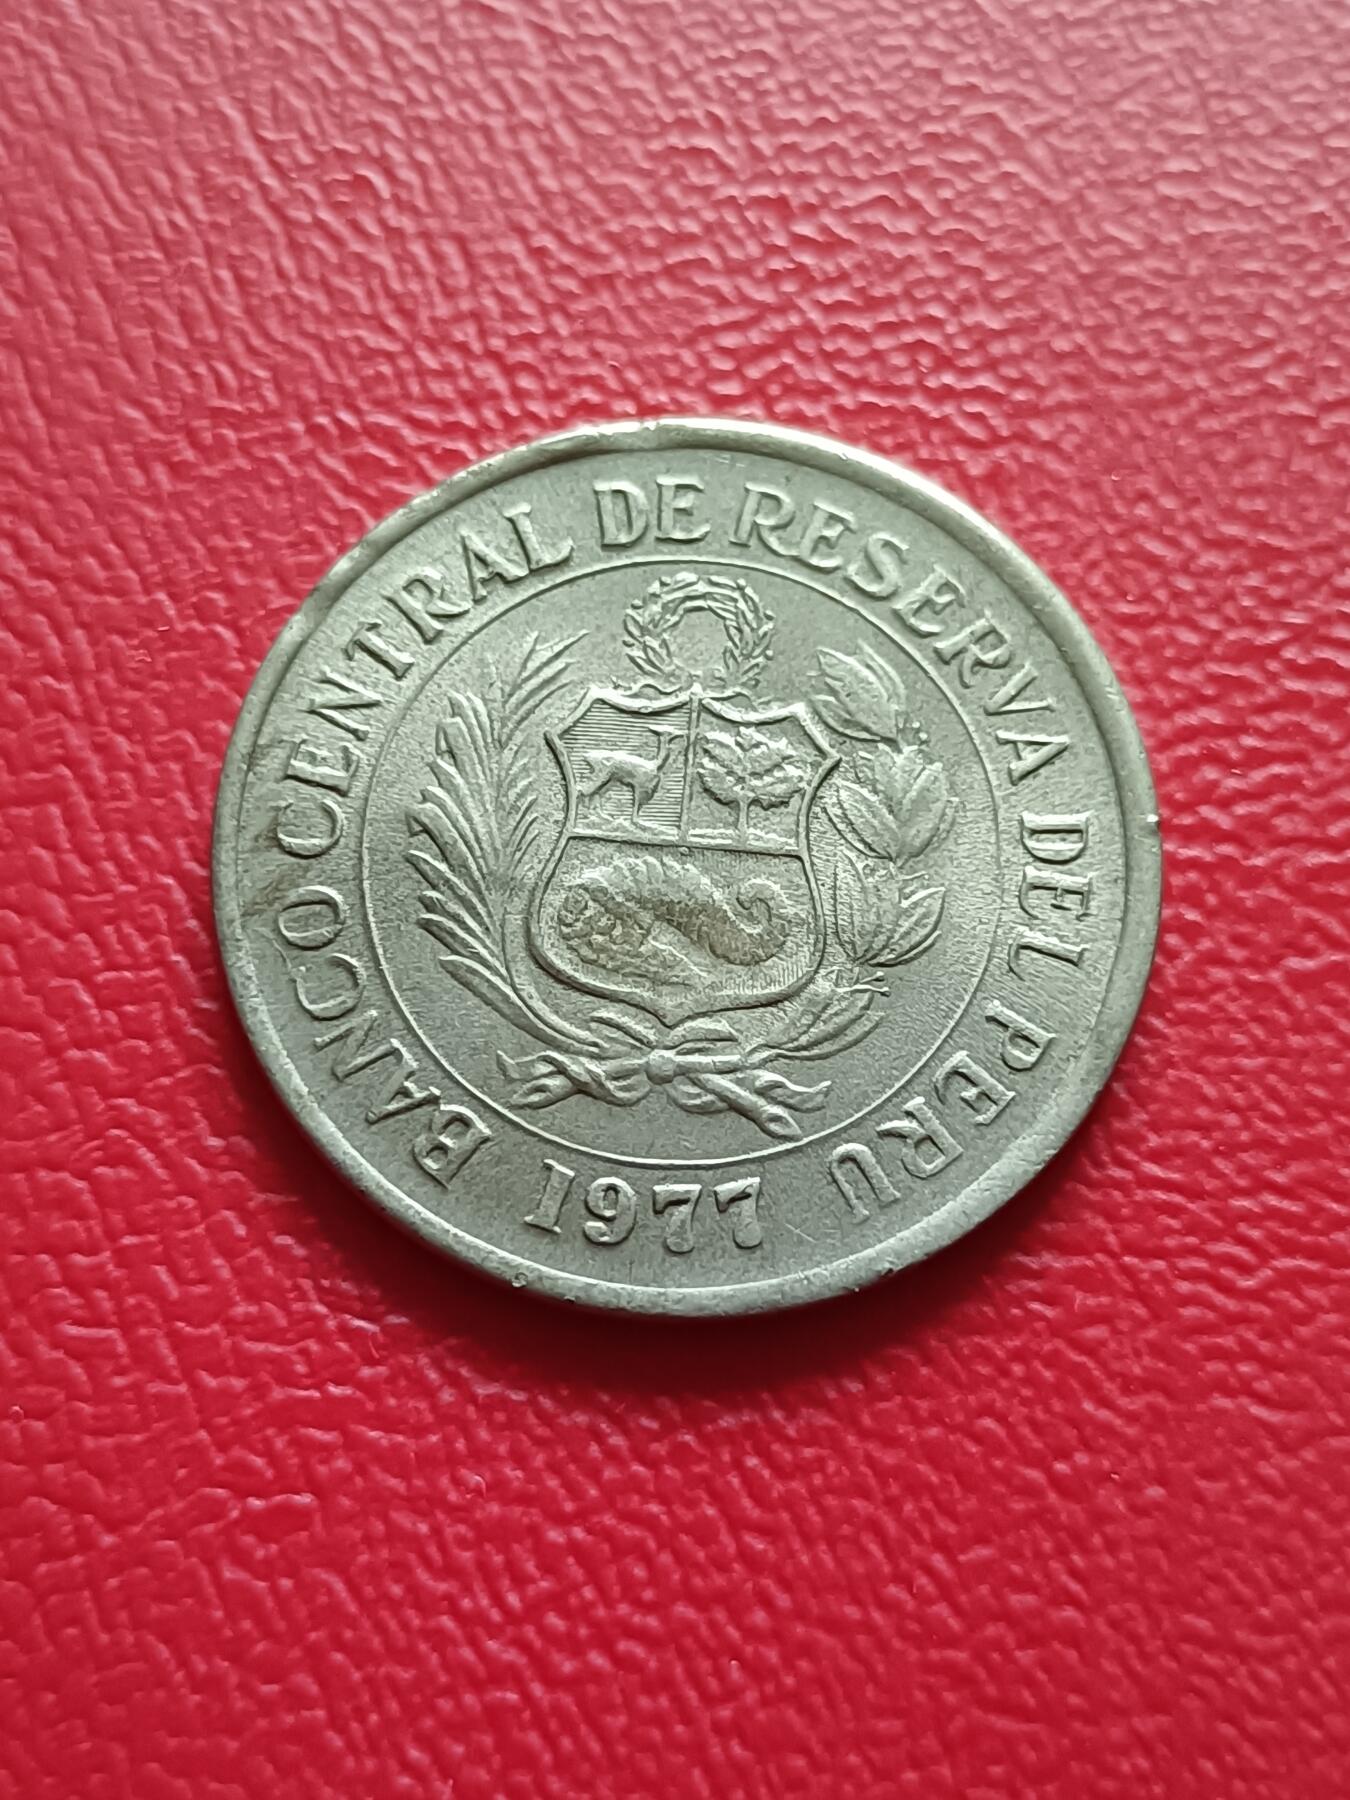 BANCO CENTRAL DE RESERVA DEL PERU
1977